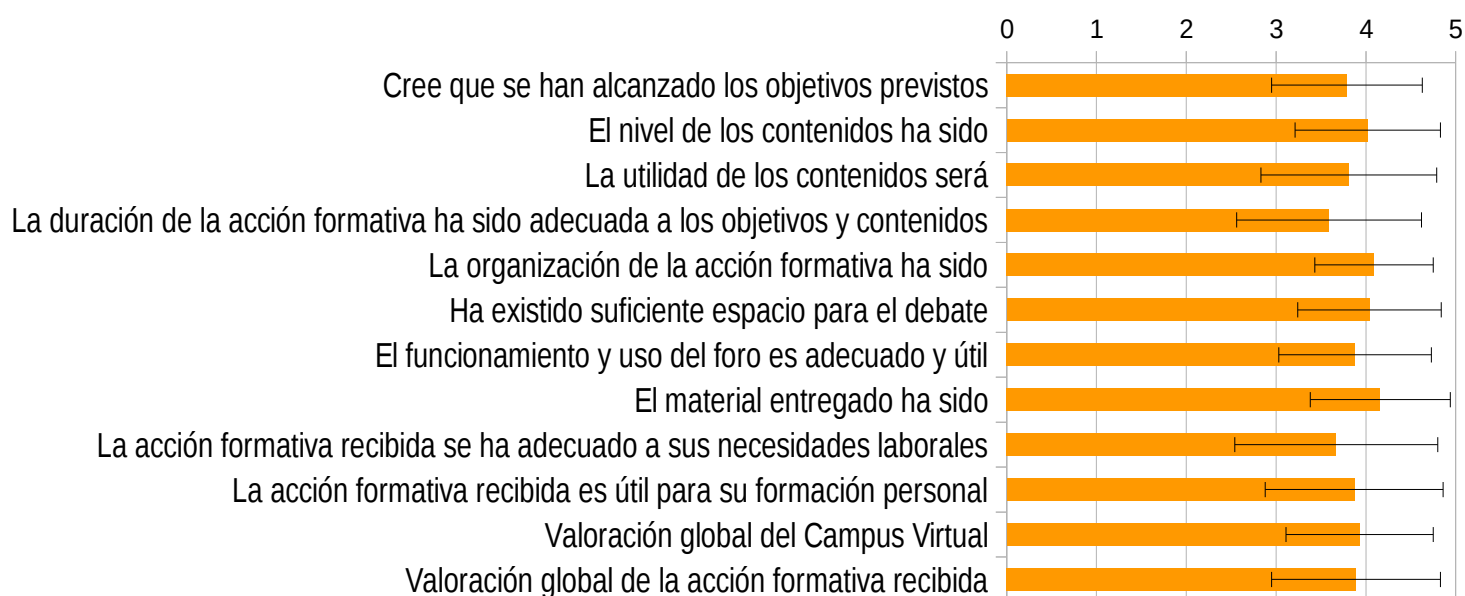 0 1 2 3 4 5
Cree que se han alcanzado los objetivos previstos
El nivel de los contenidos ha sido
La utilidad de los contenidos será
La duración de la acción formativa ha sido adecuada a los objetivos y contenidos
La organización de la acción formativa ha sido
Ha existido suficiente espacio para el debate
El funcionamiento y uso del foro es adecuado y útil
El material entregado ha sido
La acción formativa recibida se ha adecuado a sus necesidades laborales
La acción formativa recibida es útil para su formación personal
Valoración global del Campus Virtual
Valoración global de la acción formativa recibida